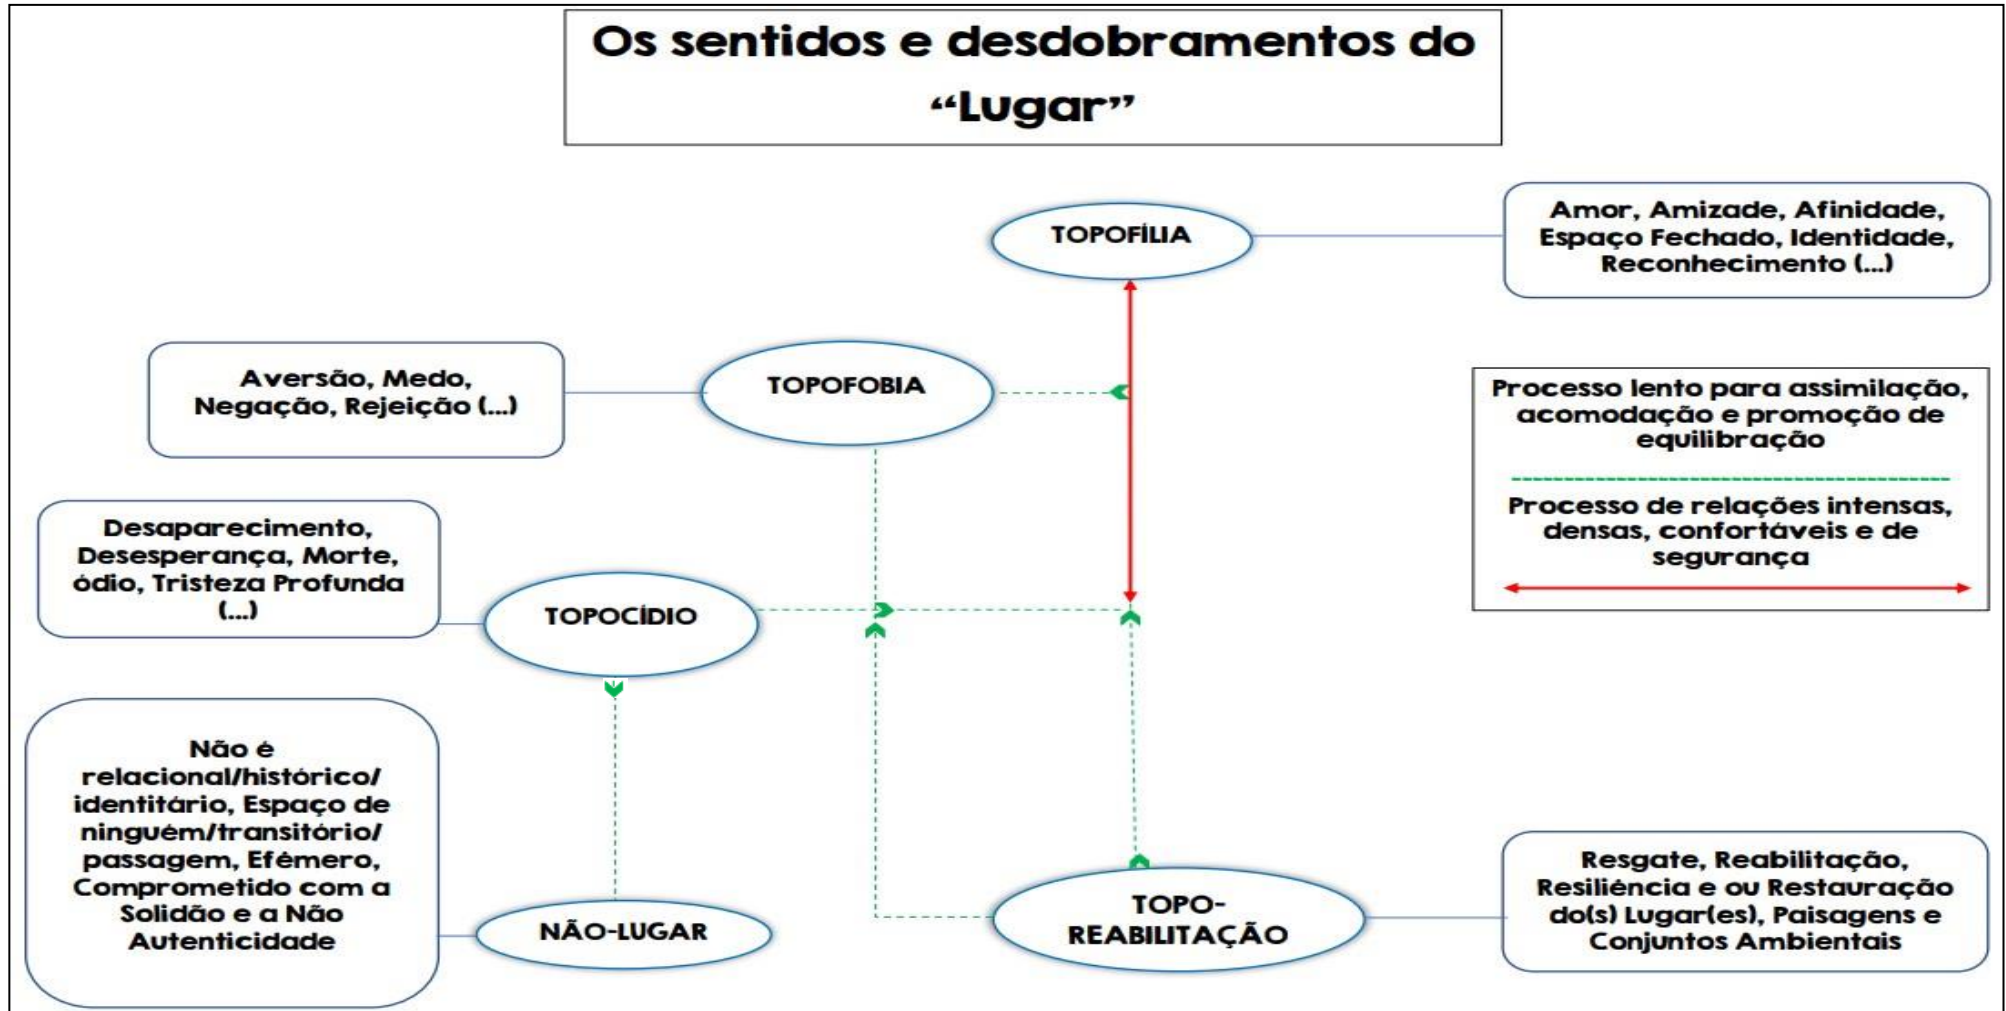 Os sentidos e desdobramentos do
“Lugar”
TOPOFÍLIA
Amor, Amizade, Afinidade,
Espaço Fechado, Identidade,
Reconhecimento (...)
Aversão, Medo,
Negação, Rejeição (...)
TOPOFOBIA
Processo lento para assimilação,
acomodação e promoção de
equilibração
Processo de relações intensas,
densas, confortáveis e de
segurança
Desaparecimento,
Desesperança, Morte,
ódio, Tristeza Profunda
(...)
TOPOCÍDIO
Não é
relacional/histórico/
identitário, Espaço de
ninguém/transitório/
passagem, Efémero,
Comprometido com a
Solidão e a Não
Autenticidade
NÃO-LUGAR
TOPO-
REABILITAÇÃO
Resgate, Reabilitação,
Resiliéncia e ou Restauração
do(s) Lugar(es), Paisagens e
Conjuntos Ambientais